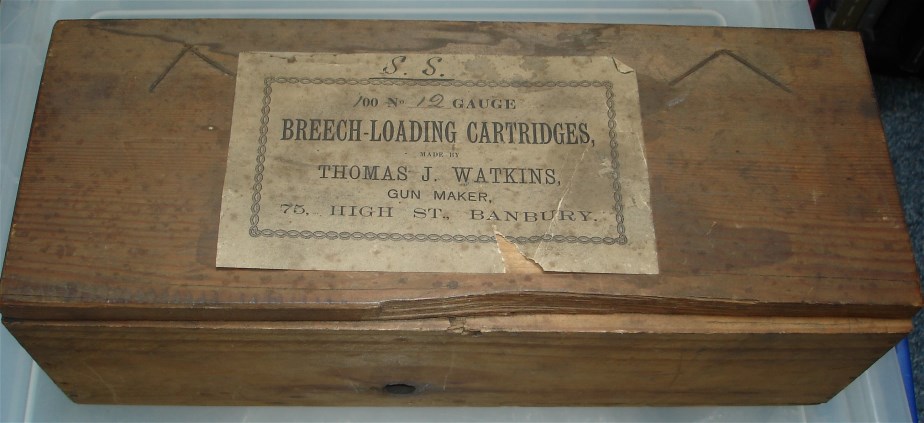 S. S.
100 No 12 GAUGE
BREECH-LOADING CARTRIDGES,
MADE BY
THOMAS J. WATKINS,
GUN MAKER,
75, HIGH ST., BANBURY.